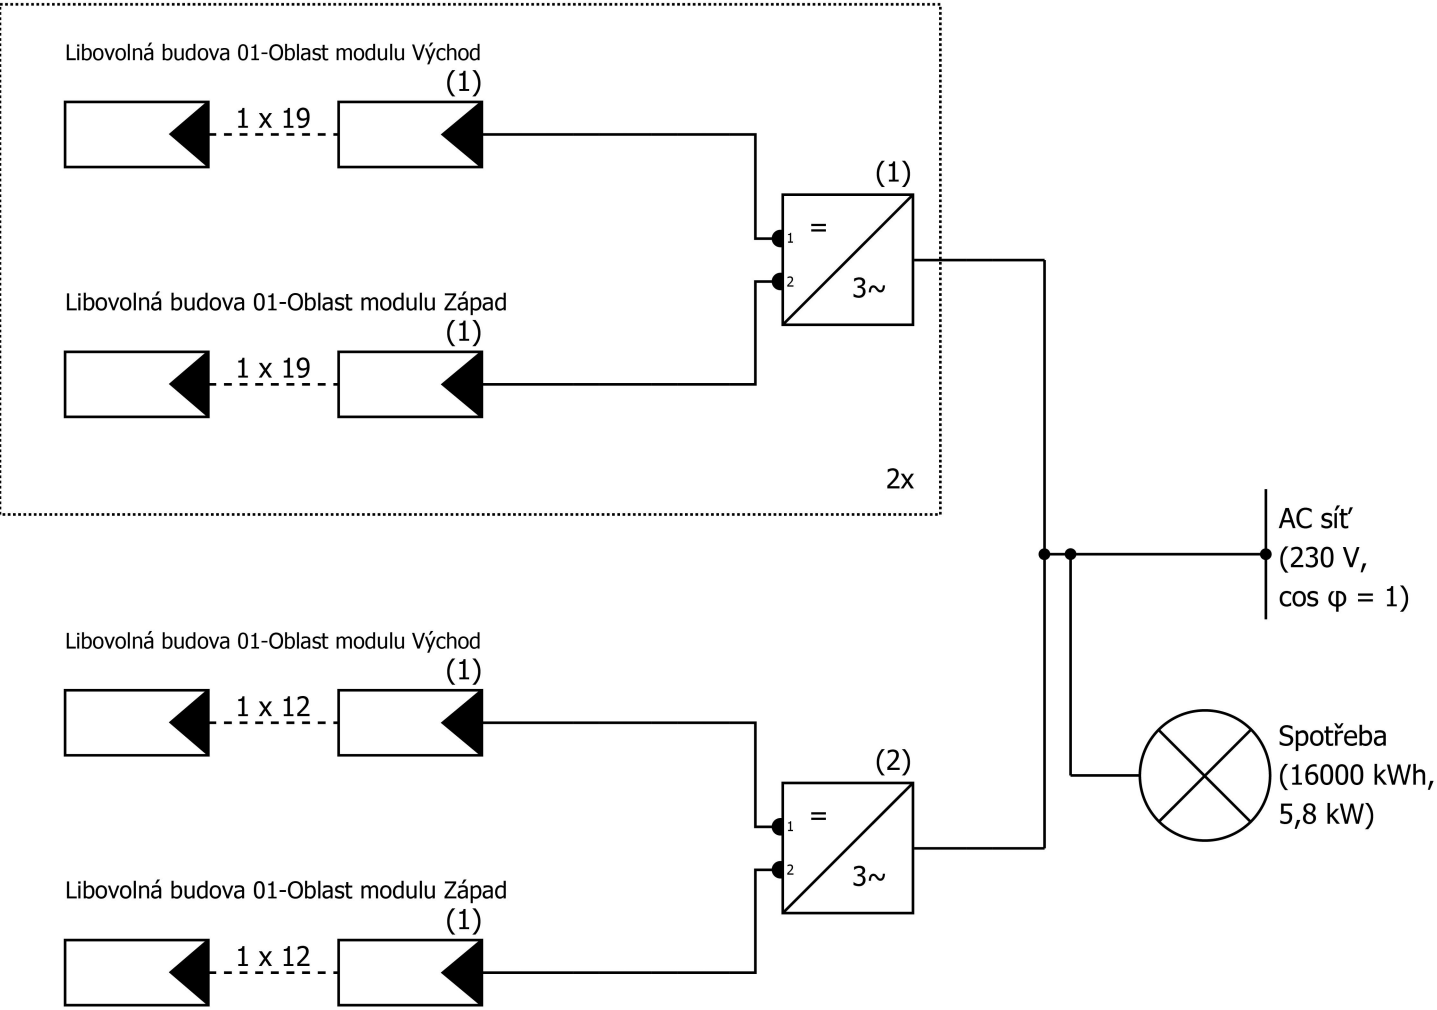 Libovolná budova 01-Oblast modulu Východ
(1)
1 x 19
(1)
1
=
2
3~
Libovolná budova 01-Oblast modulu Západ
(1)
1 x 19
2x
AC síť
(230 V,
cos φ = 1)
Libovolná budova 01-Oblast modulu Východ
(1)
1 x 12
(2)
1
=
2
3~
Spotřeba
(16000 kWh,
5,8 kW)
Libovolná budova 01-Oblast modulu Západ
(1)
1 x 12